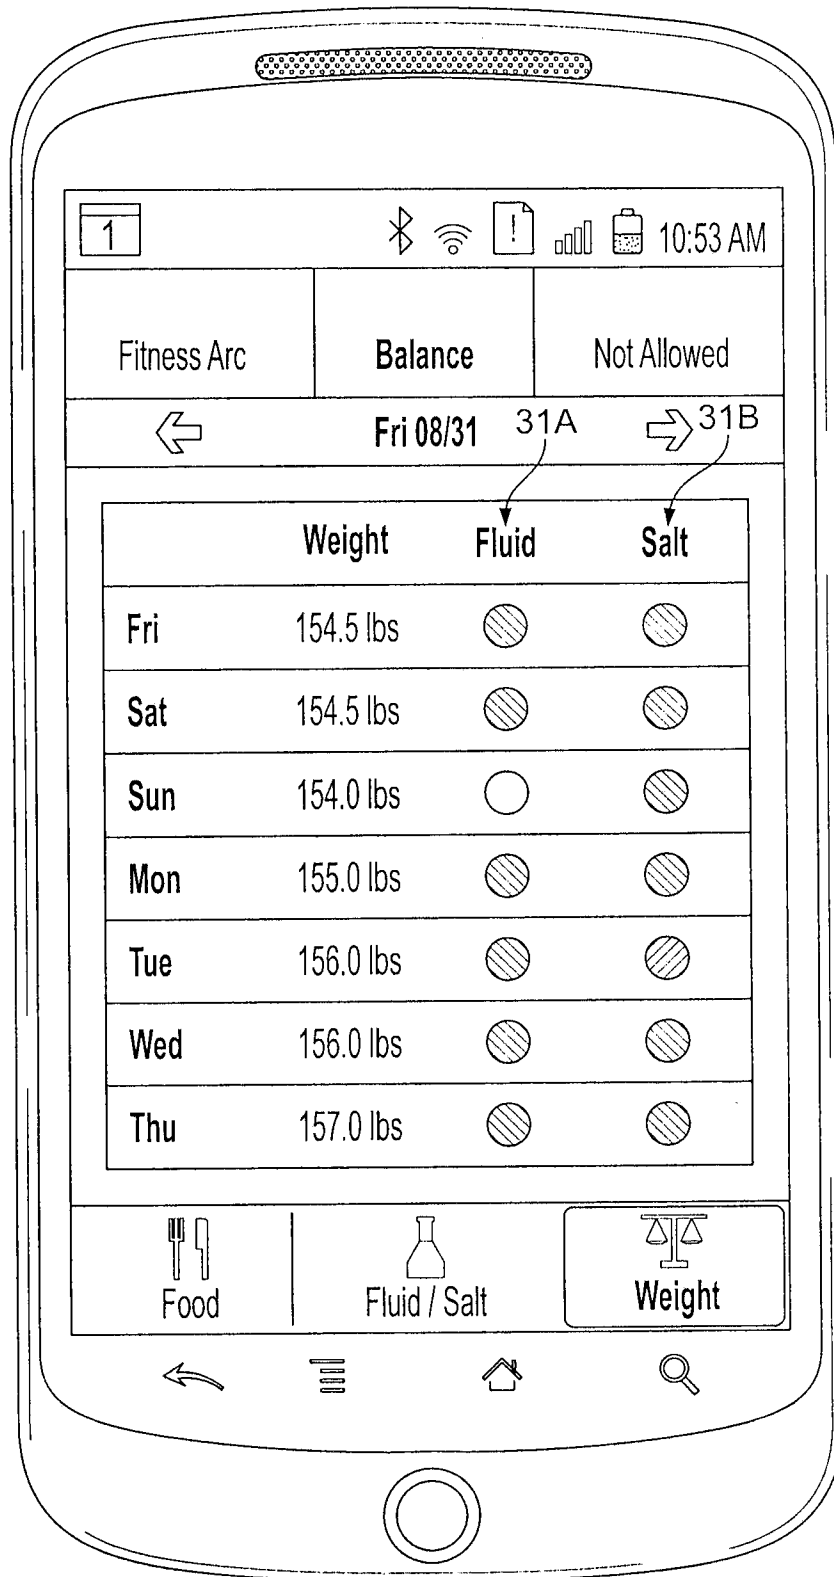 1 ! 10:53 AM
Fitness Arc Balance Not Allowed
Fri 08/31 31A 31B
Weight Fluid Salt
Fri 154.5 lbs
Sat 154.5 lbs
Sun 154.0 lbs
Mon 155.0 lbs
Tue 156.0 lbs
Wed 156.0 lbs
Thu 157.0 lbs
Food Fluid / Salt Weight